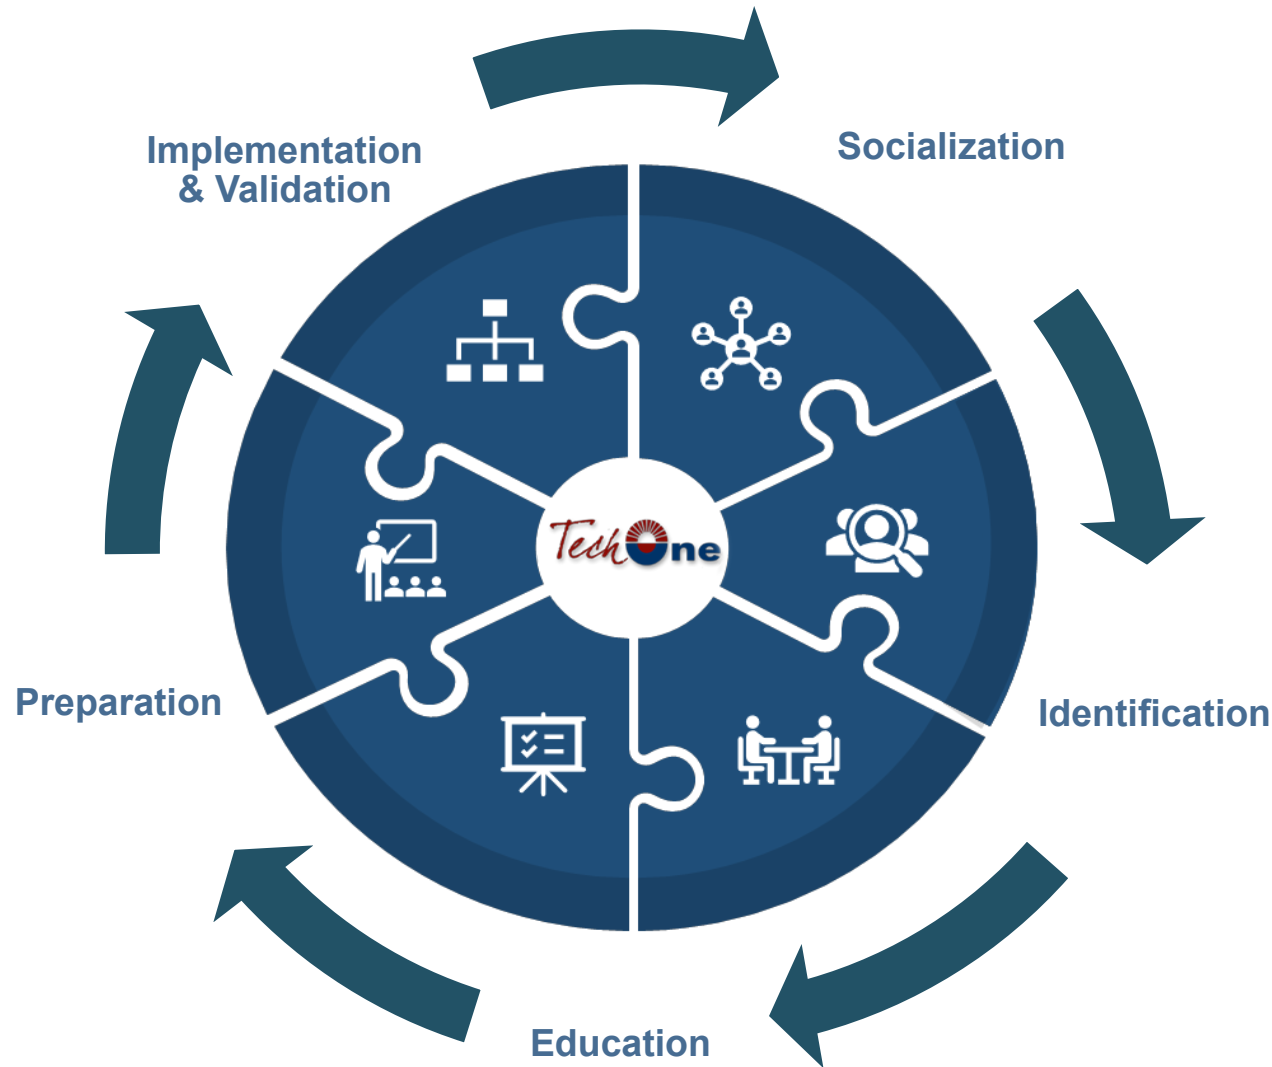 Implementation
& Validation
Socialization
TechOne
Preparation
Identification
Education